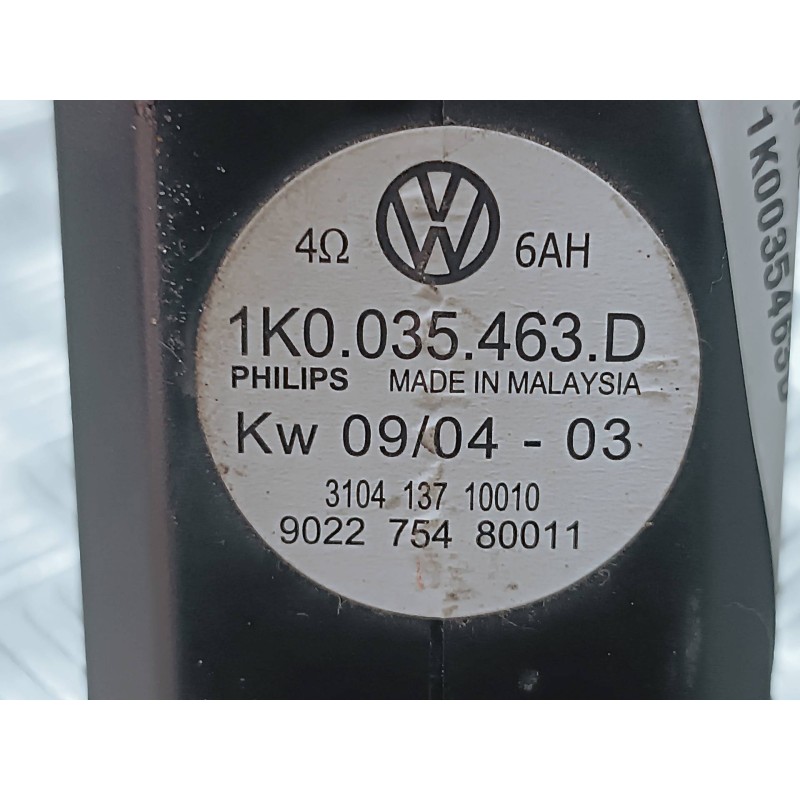 4Ω VW 6AH
1K0.035.463.D
PHILIPS MADE IN MALAYSIA
Kw 09/04 - 03
3104 137 10010
9022 754 80011